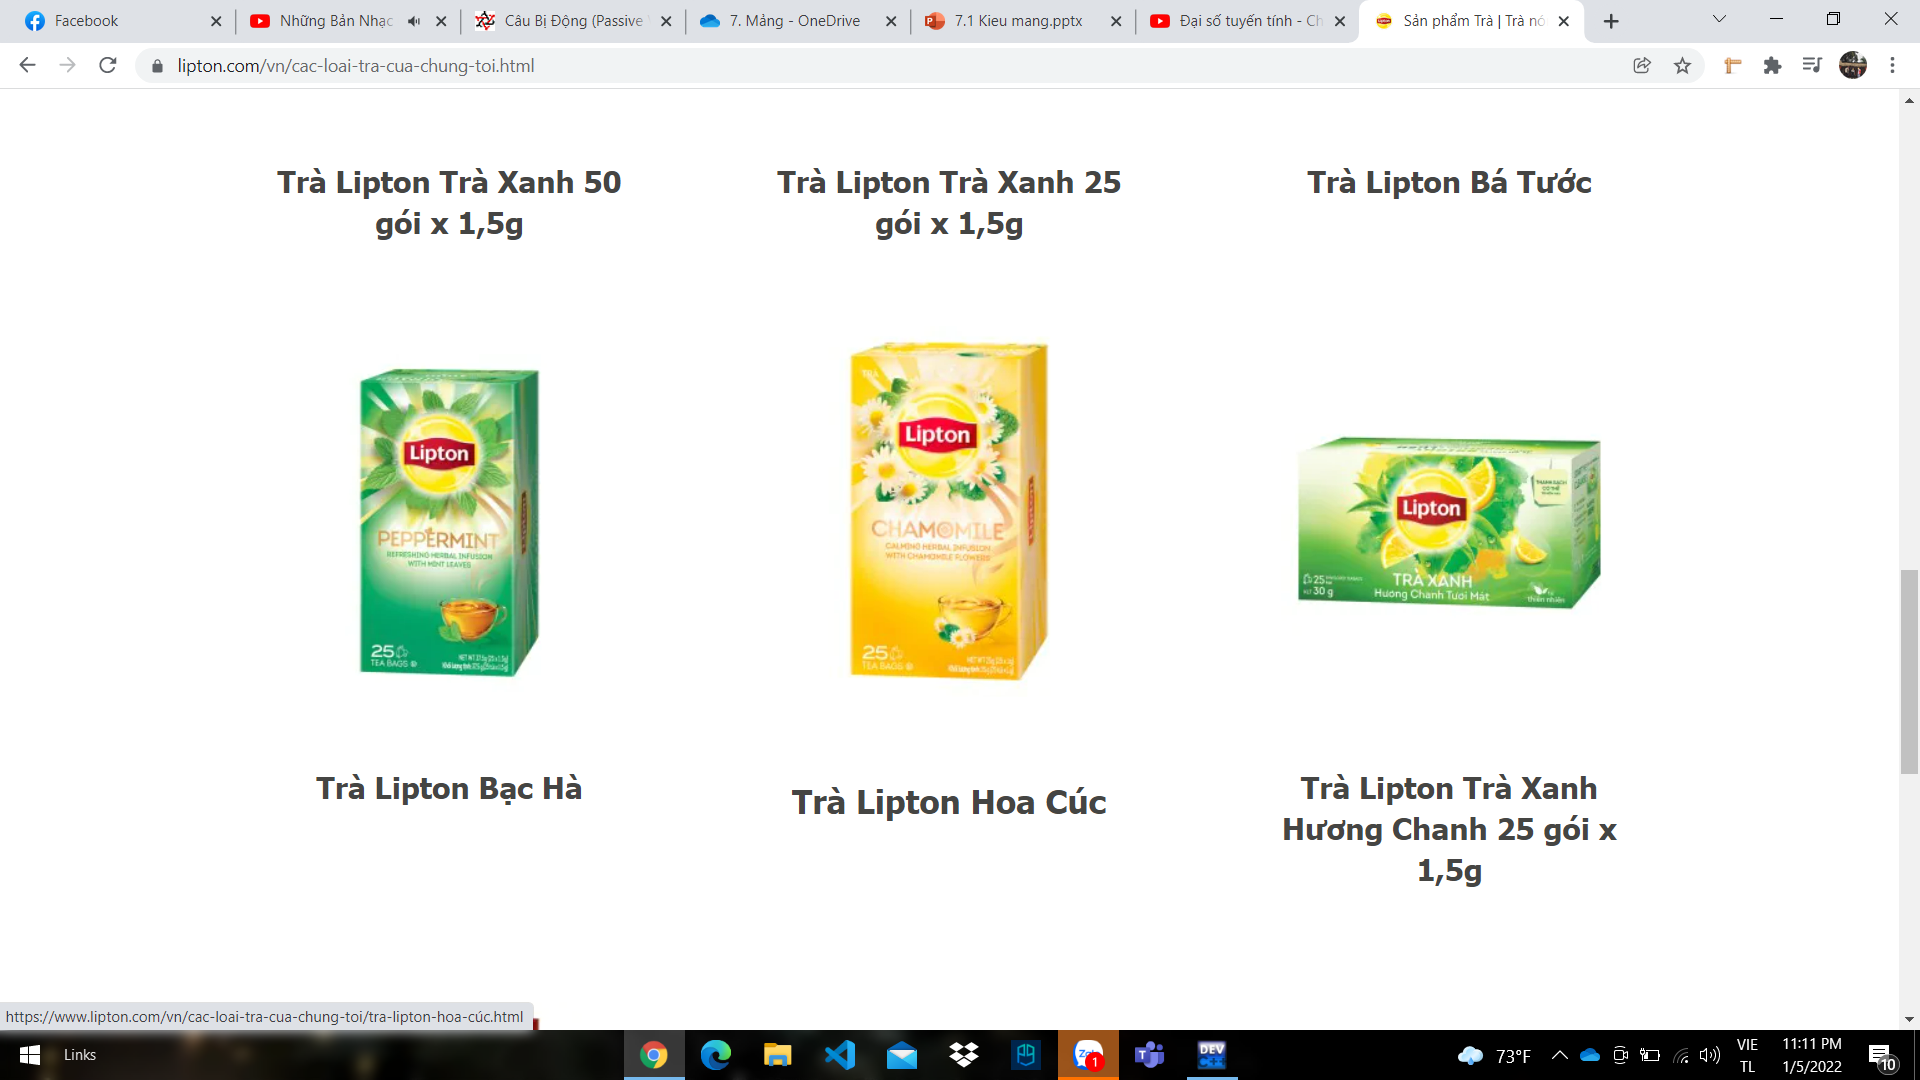 Facebook
Những Bản Nhạc
Câu Bị Động (Passive
7. Mảng - OneDrive
7.1 Kieu mang.pptx
Đại số tuyến tính - Ch
Sản phẩm Trà | Trà nó
lipton.com/vn/cac-loai-tra-cua-chung-toi.html
Trà Lipton Trà Xanh 50
gói x 1,5g
Trà Lipton Trà Xanh 25
gói x 1,5g
Trà Lipton Bá Tước
Lipton
PEPPERMINT
REFRESHING HERBAL INFUSION
WITH MINT LEAVES
25
TEA BAGS
TRÀ
Lipton
CHAMOMILE
CALMING HERBAL INFUSION
WITH CHAMOMILE FLOWERS
25
TEA BAGS
Lipton
TRÀ XANH
Hương Chanh Tươi Mát
25
30 g
thiên nhiên
Trà Lipton Bạc Hà
Trà Lipton Hoa Cúc
Trà Lipton Trà Xanh
Hương Chanh 25 gói x
1,5g
https://www.lipton.com/vn/cac-loai-tra-cua-chung-toi/tra-lipton-hoa-cúc.html
Links
Zalo
1
DEV
C++
73°F
VIE
TL
11:11 PM
1/5/2022
10